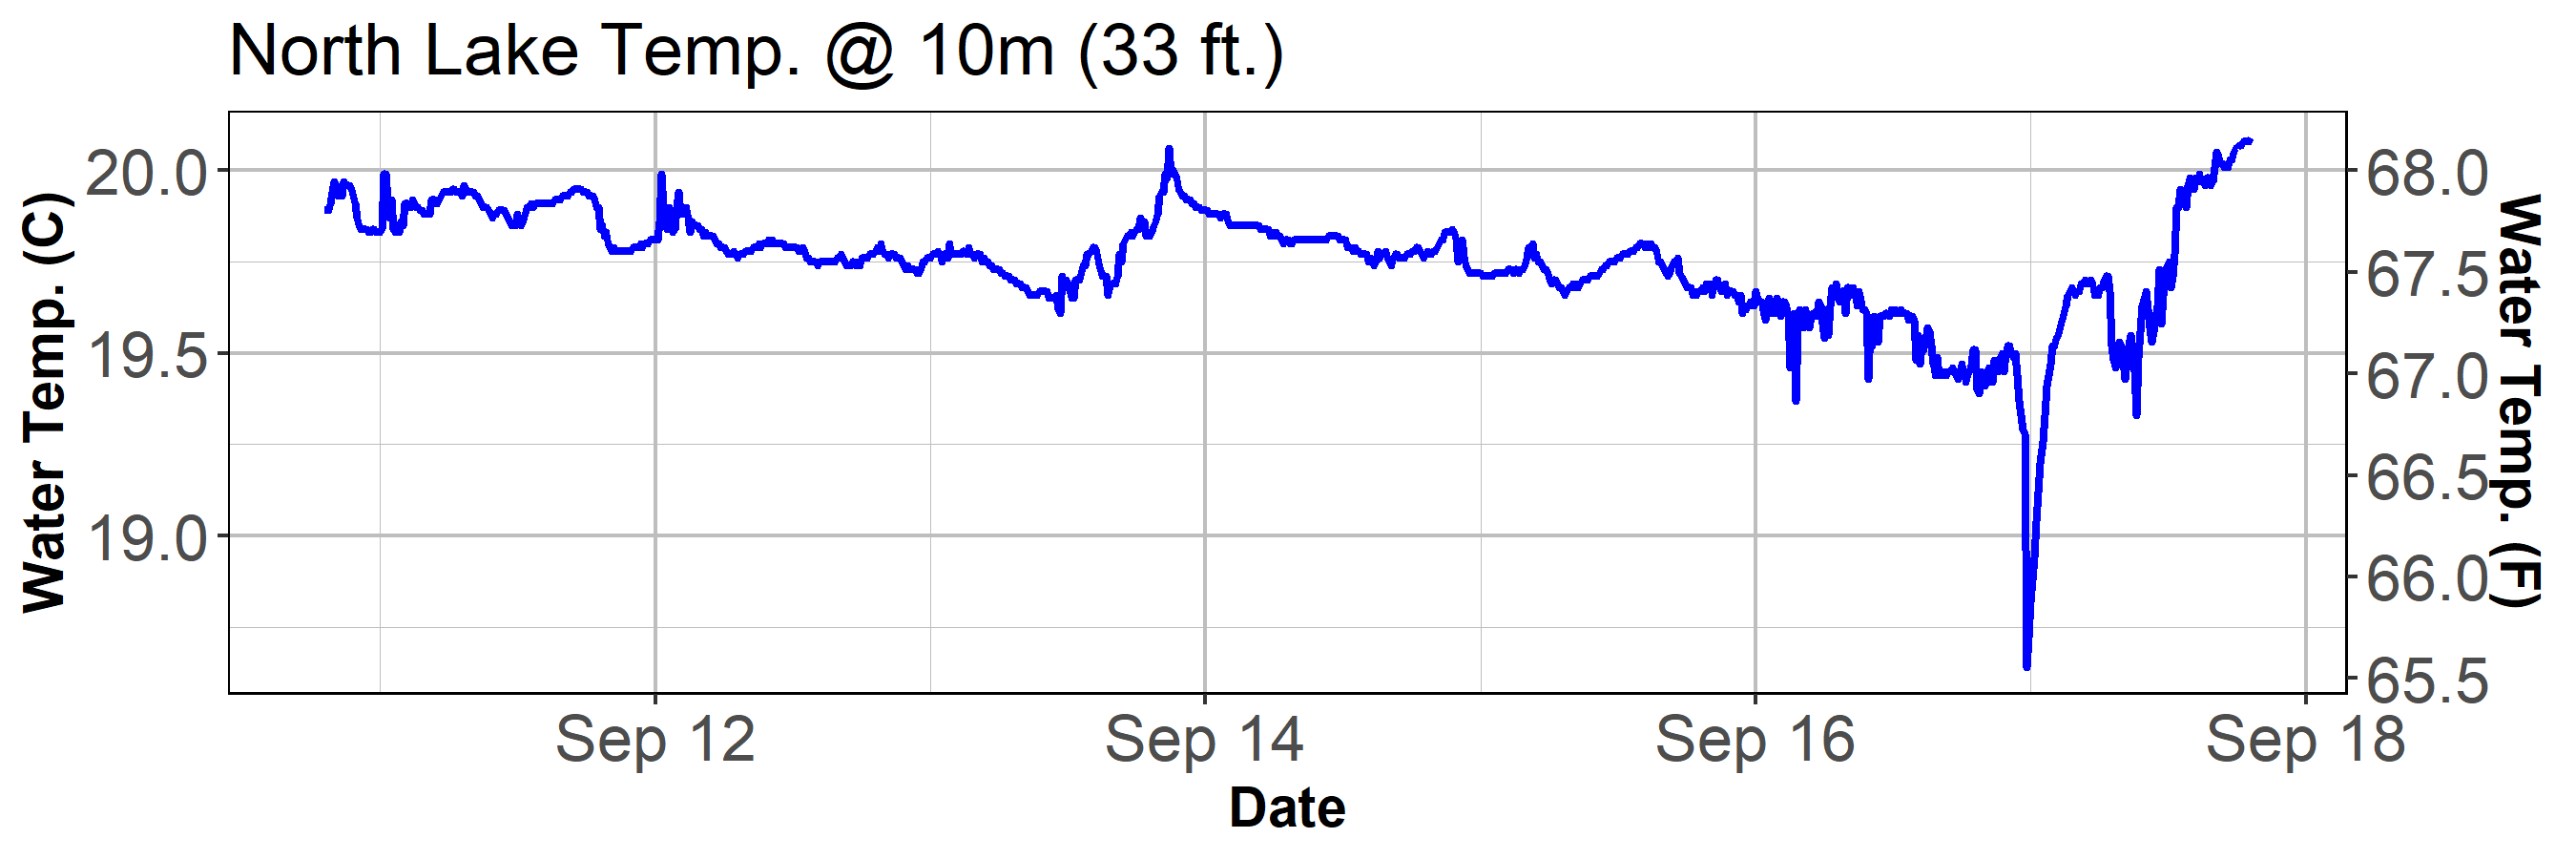 North Lake Temp. @ 10m (33 ft.)
Water Temp. (C)
20.0
19.5
19.0
68.0
67.5
67.0
66.5
66.0
65.5
Water Temp. (F)
Sep 12
Sep 14
Sep 16
Sep 18
Date